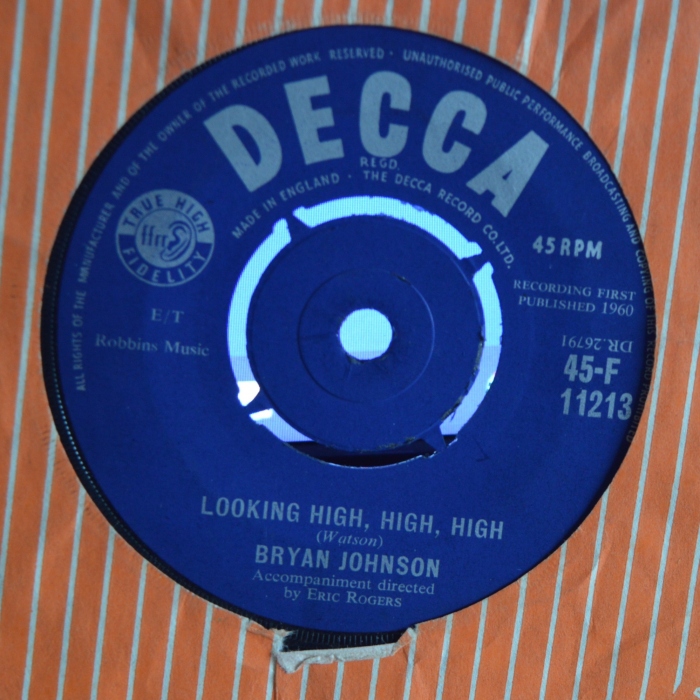 ALL RIGHTS OF THE MANUFACTURER AND OF THE OWNER OF THE RECORDED WORK RESERVED · UNAUTHORISED PUBLIC PERFORMANCE BROADCASTING AND COPYING OF THIS RECORD PROHIBITED
DECCA
REGD.
MADE IN ENGLAND · THE DECCA RECORD CO. LTD.
TRUE HIGH
ffrr
FIDELITY
45 RPM
RECORDING FIRST
PUBLISHED 1960
E/T
Robbins Music
DR.26791
45-F
11213
LOOKING HIGH, HIGH, HIGH
(Watson)
BRYAN JOHNSON
Accompaniment directed
by ERIC ROGERS